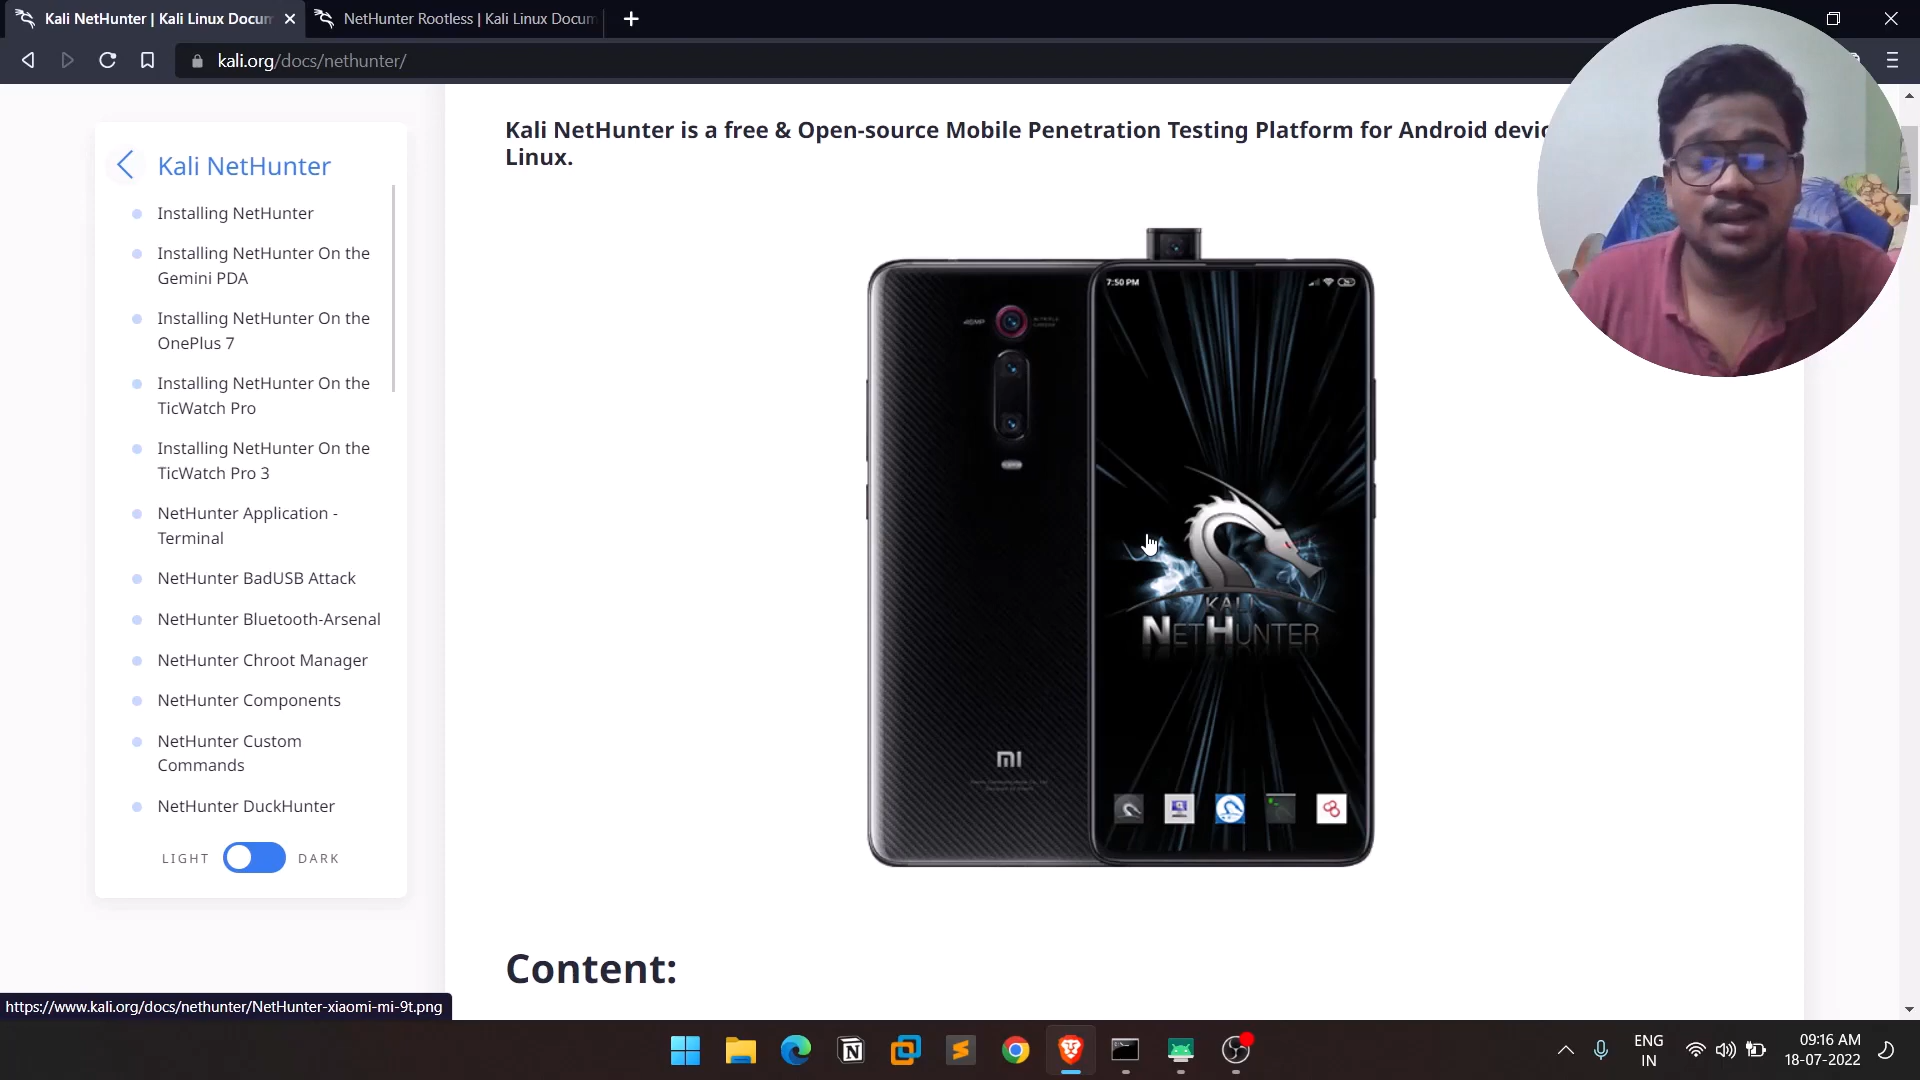 Kali NetHunter | Kali Linux Docum
NetHunter Rootless | Kali Linux Docum
kali.org/docs/nethunter/
Kali NetHunter
Installing NetHunter
Installing NetHunter On the
Gemini PDA
Installing NetHunter On the
OnePlus 7
Installing NetHunter On the
TicWatch Pro
Installing NetHunter On the
TicWatch Pro 3
NetHunter Application -
Terminal
NetHunter BadUSB Attack
NetHunter Bluetooth-Arsenal
NetHunter Chroot Manager
NetHunter Components
NetHunter Custom
Commands
NetHunter DuckHunter
LIGHT DARK
Kali NetHunter is a free & Open-source Mobile Penetration Testing Platform for Android devic
Linux.
7:50 PM
48MP
MI
KALI
NETHUNTER
Content:
https://www.kali.org/docs/nethunter/NetHunter-xiaomi-mi-9t.png
ENG
IN
09:16 AM
18-07-2022